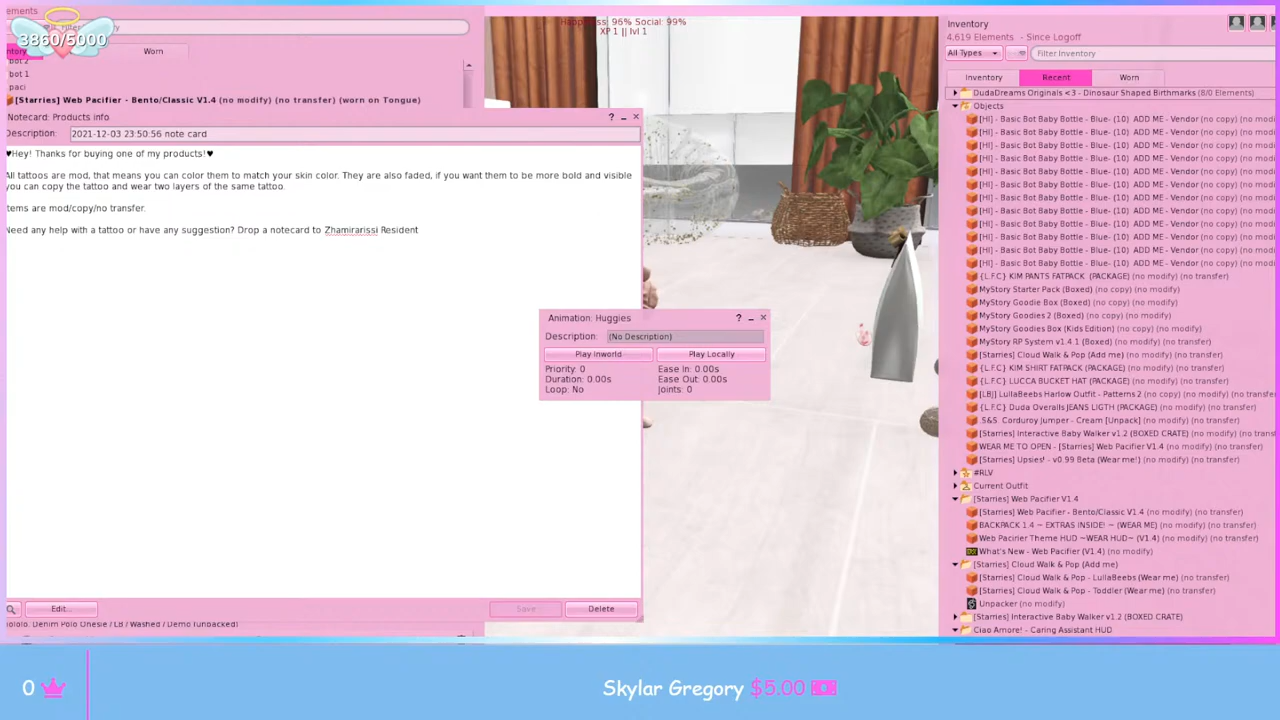 elements
3860/5000
Worn
bot 1
paci
[Starries] Web Pacifier - Bento/Classic V1.4 (no modify) (no transfer) (worn on Tongue)
Notecard: Products info
Description: 2021-12-03 23:50:56 note card
♥Hey! Thanks for buying one of my products!♥
All tattoos are mod, that means you can color them to match your skin color. They are also faded, if you want them to be more bold and visible
you can copy the tattoo and wear two layers of the same tattoo.
Items are mod/copy/no transfer.
Need any help with a tattoo or have any suggestion? Drop a notecard to Zhamirarissi Resident
Edit...
Save
Delete
Happiness: 96% Social: 99%
XP 1 || lvl 1
Animation: Huggies
Description: (No Description)
Play Inworld
Play Locally
Priority: 0
Ease In: 0.00s
Duration: 0.00s
Ease Out: 0.00s
Loop: No
Joints: 0
Inventory
4,619 Elements - Since Logoff
All Types
Filter Inventory
Inventory
Recent
Worn
DudaDreams Originals <3 - Dinosaur Shaped Birthmarks (8/0 Elements)
Objects
[HI] - Basic Bot Baby Bottle - Blue- (10) ADD ME - Vendor (no copy) (no modi
[HI] - Basic Bot Baby Bottle - Blue- (10) ADD ME - Vendor (no copy) (no modi
[HI] - Basic Bot Baby Bottle - Blue- (10) ADD ME - Vendor (no copy) (no modi
[HI] - Basic Bot Baby Bottle - Blue- (10) ADD ME - Vendor (no copy) (no modi
[HI] - Basic Bot Baby Bottle - Blue- (10) ADD ME - Vendor (no copy) (no modi
[HI] - Basic Bot Baby Bottle - Blue- (10) ADD ME - Vendor (no copy) (no modi
[HI] - Basic Bot Baby Bottle - Blue- (10) ADD ME - Vendor (no copy) (no modi
[HI] - Basic Bot Baby Bottle - Blue- (10) ADD ME - Vendor (no copy) (no modi
[HI] - Basic Bot Baby Bottle - Blue- (10) ADD ME - Vendor (no copy) (no modi
[HI] - Basic Bot Baby Bottle - Blue- (10) ADD ME - Vendor (no copy) (no modi
[HI] - Basic Bot Baby Bottle - Blue- (10) ADD ME - Vendor (no copy) (no modi
[HI] - Basic Bot Baby Bottle - Blue- (10) ADD ME - Vendor (no copy) (no modi
{L.F.C} KIM PANTS FATPACK (PACKAGE) (no modify) (no transfer)
MyStory Starter Pack (Boxed) (no copy) (no modify)
MyStory Goodie Box (Boxed) (no copy) (no modify)
MyStory Goodies 2 (Boxed) (no copy) (no modify)
MyStory Goodies Box (Kids Edition) (no copy) (no modify)
MyStory RP System v1.4.1 (Boxed) (no modify) (no transfer)
[Starries] Cloud Walk & Pop (Add me) (no modify) (no transfer)
{L.F.C} KIM SHIRT FATPACK (PACKAGE) (no modify) (no transfer)
{L.F.C} LUCCA BUCKET HAT (PACKAGE) (no modify) (no transfer)
[LBJ] LullaBeebs Harlow Outfit - Patterns 2 (no copy) (no modify)
{L.F.C} Duda Overalls JEANS LIGTH (PACKAGE) (no modify) (no transfer)
.5&5. Corduroy Jumper - Cream [Unpack] (no modify) (no transfer)
[Starries] Interactive Baby Walker v1.2 (BOXED CRATE) (no modify) (no trans
WEAR ME TO OPEN - [Starries] Web Pacifier V1.4 (no modify) (no transfer)
[Starries] Upsies! - v0.99 Beta (Wear me!) (no modify) (no transfer)
#RLV
Current Outfit
[Starries] Web Pacifier V1.4
[Starries] Web Pacifier - Bento/Classic V1.4 (no modify) (no transfer)
BACKPACK 1.4 ~ EXTRAS INSIDE! ~ (WEAR ME) (no modify) (no transfer)
Web Pacirier Theme HUD ~WEAR HUD~ (V1.4) (no modify) (no transfer)
What's New - Web Pacifier (V1.4) (no modify)
[Starries] Cloud Walk & Pop (Add me)
[Starries] Cloud Walk & Pop - LullaBeebs (Wear me) (no modify) (no transfer)
[Starries] Cloud Walk & Pop - Toddler (Wear me) (no modify) (no transfer)
Unpacker (no modify)
[Starries] Interactive Baby Walker v1.2 (BOXED CRATE)
Ciao Amore! - Caring Assistant HUD
0
Skylar Gregory $5.00